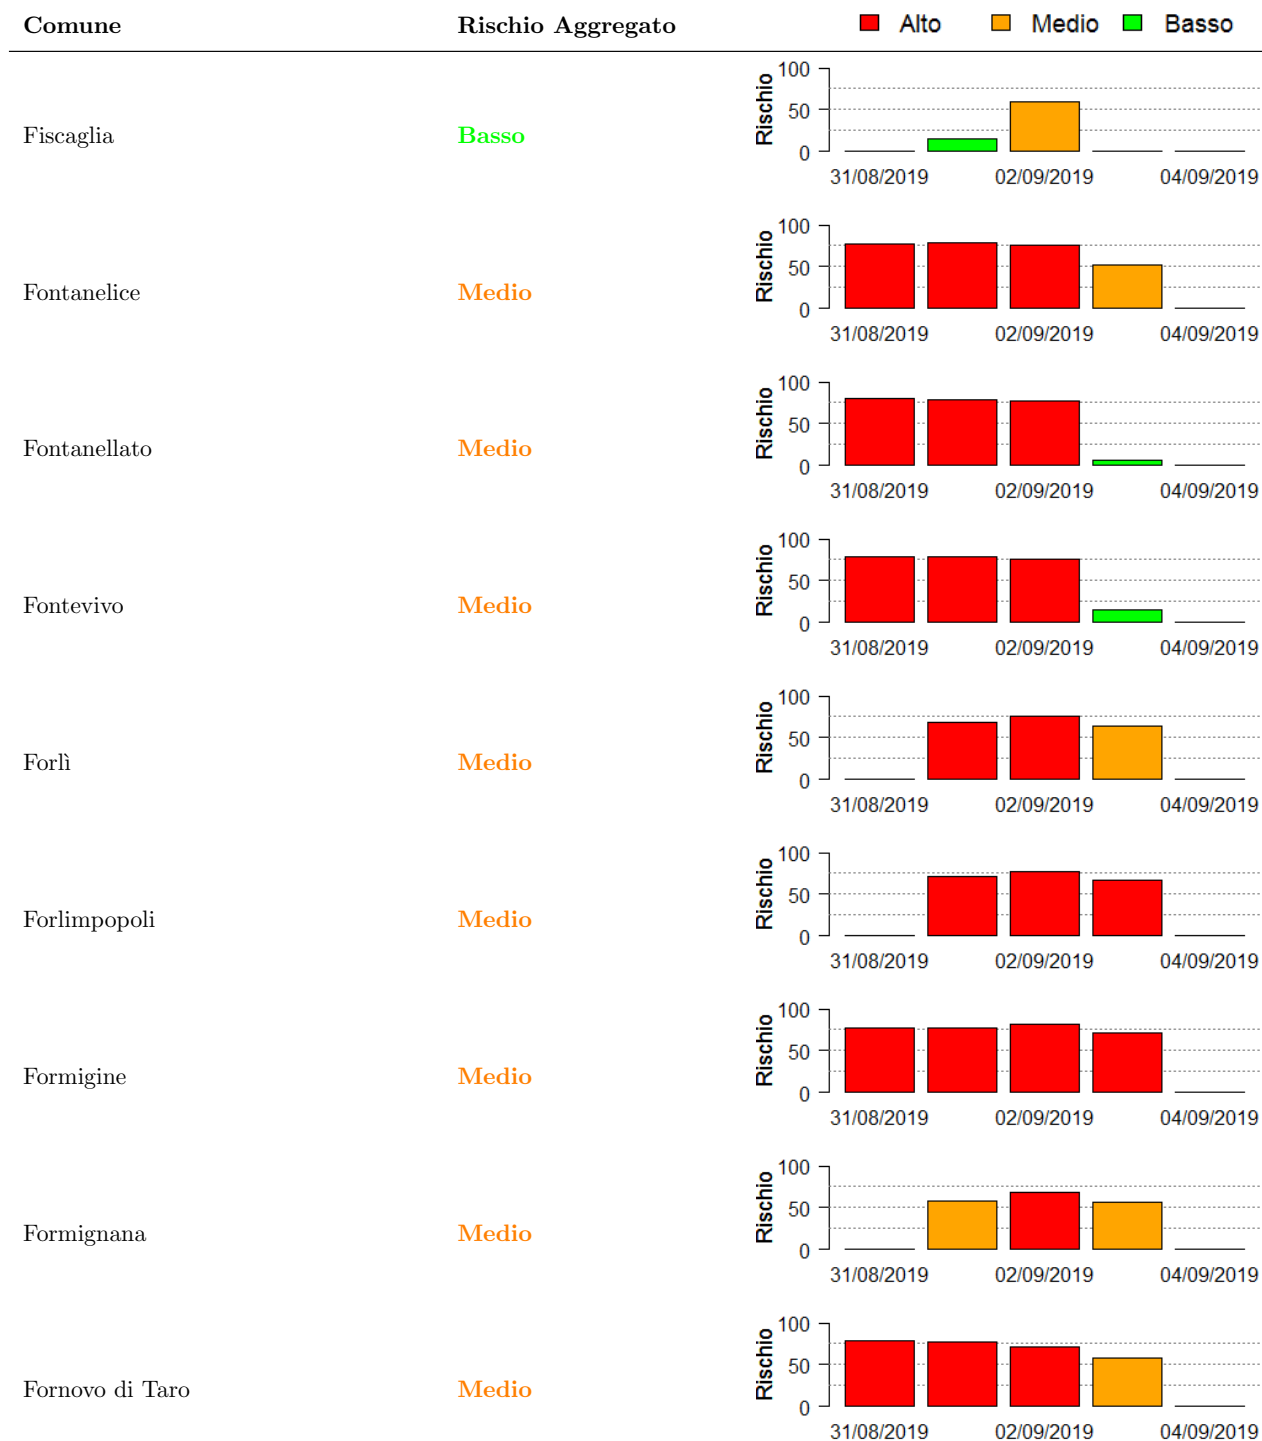 Comune Rischio Aggregato Alto Medio Basso
Fiscaglia Basso Rischio 100 50 0
31/08/2019 02/09/2019 04/09/2019
Fontanelice Medio Rischio 100 50 0
31/08/2019 02/09/2019 04/09/2019
Fontanellato Medio Rischio 100 50 0
31/08/2019 02/09/2019 04/09/2019
Fontevivo Medio Rischio 100 50 0
31/08/2019 02/09/2019 04/09/2019
Forlì Medio Rischio 100 50 0
31/08/2019 02/09/2019 04/09/2019
Forlimpopoli Medio Rischio 100 50 0
31/08/2019 02/09/2019 04/09/2019
Formigine Medio Rischio 100 50 0
31/08/2019 02/09/2019 04/09/2019
Formignana Medio Rischio 100 50 0
31/08/2019 02/09/2019 04/09/2019
Fornovo di Taro Medio Rischio 100 50 0
31/08/2019 02/09/2019 04/09/2019